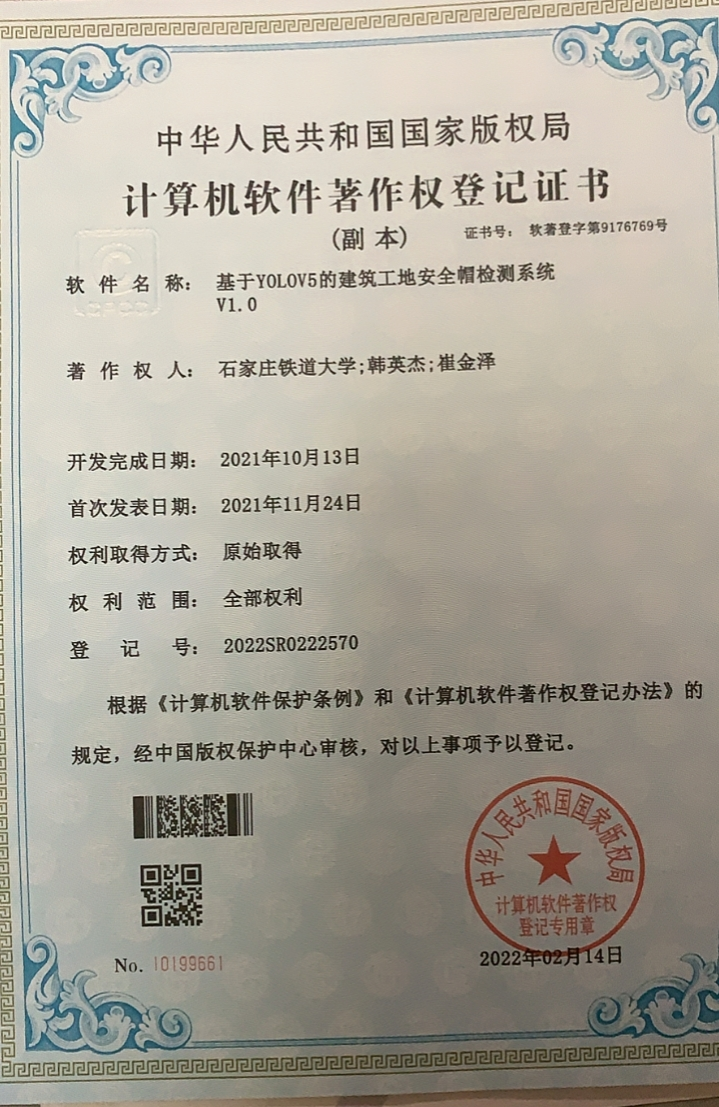 中华人民共和国国家版权局
计算机软件著作权登记证书
(副本)
证书号： 软著登字第9176769号
软件名称： 基于YOLOV5的建筑工地安全帽检测系统
V1.0
著作权人： 石家庄铁道大学;韩英杰;崔金泽
开发完成日期： 2021年10月13日
首次发表日期： 2021年11月24日
权利取得方式： 原始取得
权利范围： 全部权利
登记号： 2022SR0222570
根据《计算机软件保护条例》和《计算机软件著作权登记办法》的
规定，经中国版权保护中心审核，对以上事项予以登记。
中华人民共和国国家版权局
计算机软件著作权
登记专用章
No. 10199661
2022年02月14日